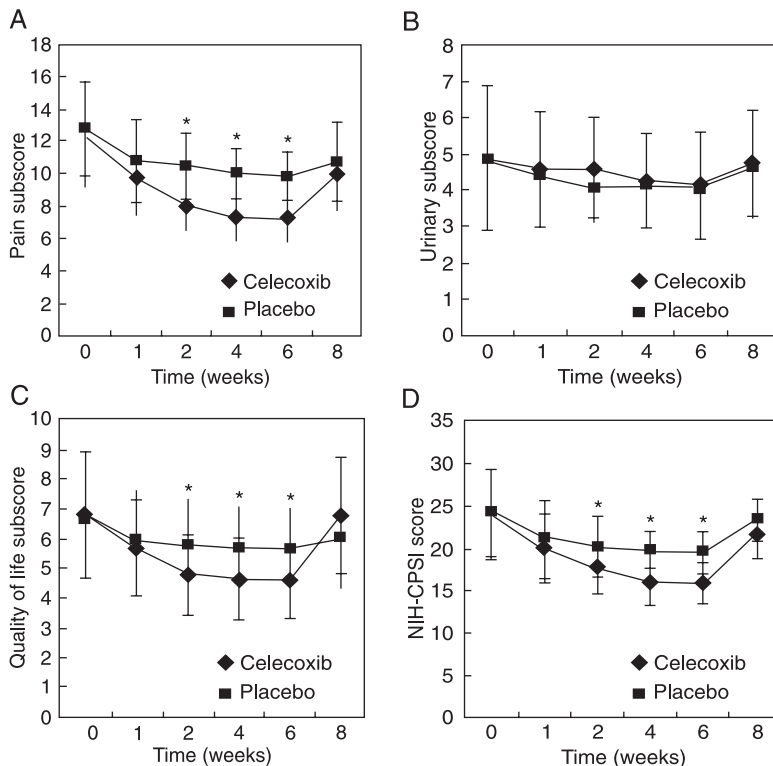 A
18
16
14
12
10
8
6
4
2
0
Pain subscore
* * *
Celecoxib
Placebo
0 1 2 4 6 8
Time (weeks)
B
8
7
6
5
4
3
2
1
0
Urinary subscore
Celecoxib
Placebo
0 1 2 4 6 8
Time (weeks)
C
10
9
8
7
6
5
4
3
2
1
0
Quality of life subscore
* * *
Celecoxib
Placebo
0 1 2 4 6 8
Time (weeks)
D
35
30
25
20
15
10
5
0
NIH-CPSI score
* * *
Celecoxib
Placebo
0 1 2 4 6 8
Time (weeks)